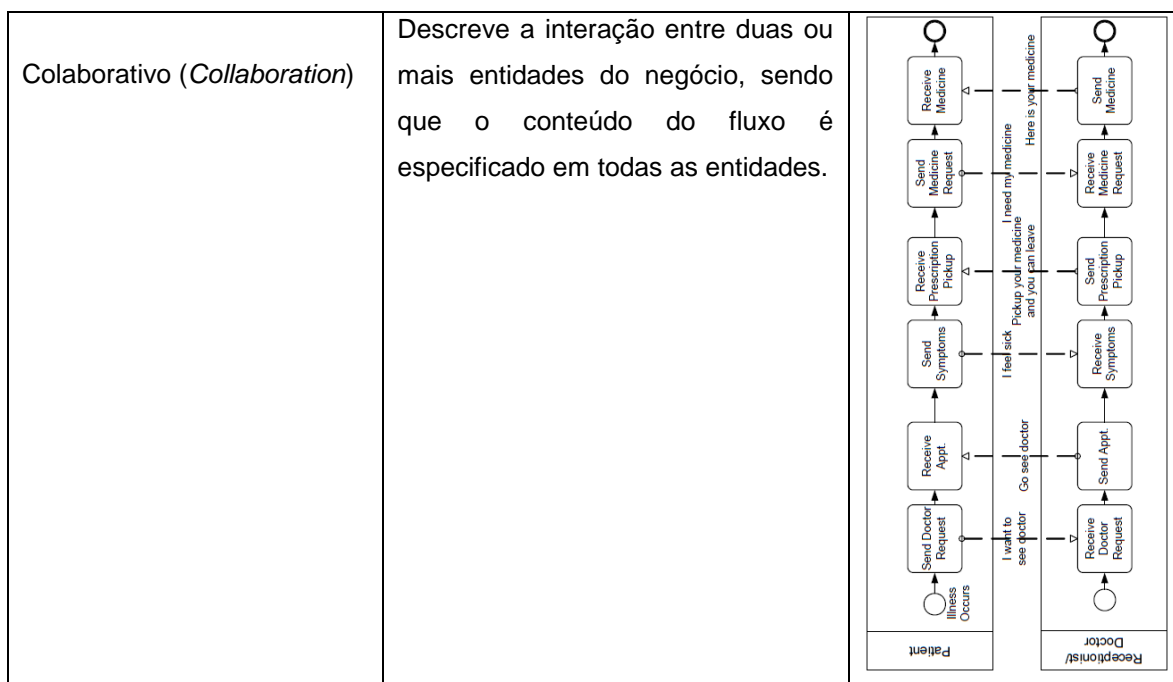 Colaborativo (Collaboration)
Descreve a interação entre duas ou
mais entidades do negócio, sendo
que o conteúdo do fluxo é
especificado em todas as entidades.
Patient
Illness
Occurs
Send Doctor
Request
Receive
Appt.
Send
Symptoms
Receive
Prescription
Pickup
Send
Medicine
Request
Receive
Medicine
I want to
see doctor
Go see doctor
I feel sick
Pickup your medicine
and you can leave
I need my medicine
Here is your medicine
Receptionist/
Doctor
Receive
Doctor
Request
Send Appt.
Receive
Symptoms
Send
Prescription
Pickup
Receive
Medicine
Request
Send
Medicine